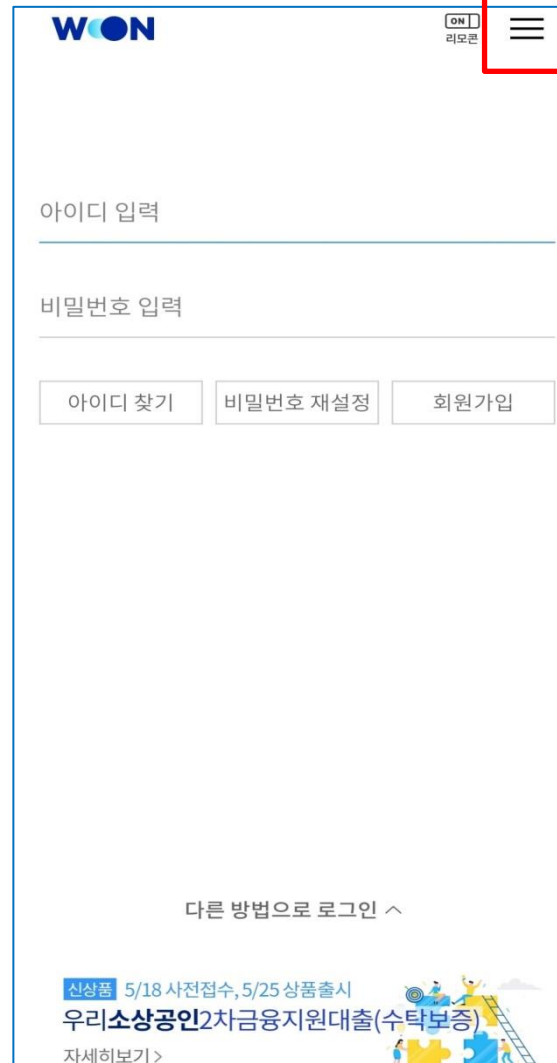 WON
ON
리모콘
아이디 입력
비밀번호 입력
아이디 찾기 비밀번호 재설정 회원가입
다른 방법으로 로그인
신상품 5/18 사전접수, 5/25 상품출시
우리소상공인2차금융지원대출(수탁보증)
자세히보기 >